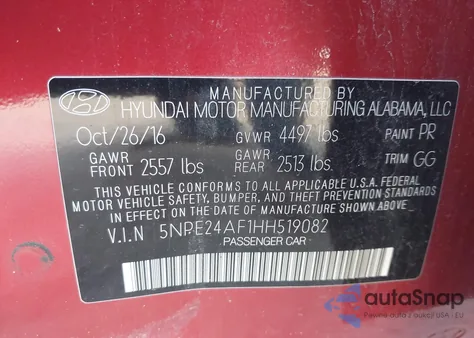 MANUFACTURED BY
HYUNDAI MOTOR MANUFACTURING ALABAMA, LLC
Oct/26/16 GVWR 4497 lbs PAINT PR
GAWR FRONT 2557 lbs GAWR REAR 2513 lbs TRIM GG
THIS VEHICLE CONFORMS TO ALL APPLICABLE U.S.A. FEDERAL
MOTOR VEHICLE SAFETY, BUMPER, AND THEFT PREVENTION STANDARDS
IN EFFECT ON THE DATE OF MANUFACTURE SHOWN ABOVE.
V.I.N 5NPE24AF1HH519082
PASSENGER CAR
autoSnap